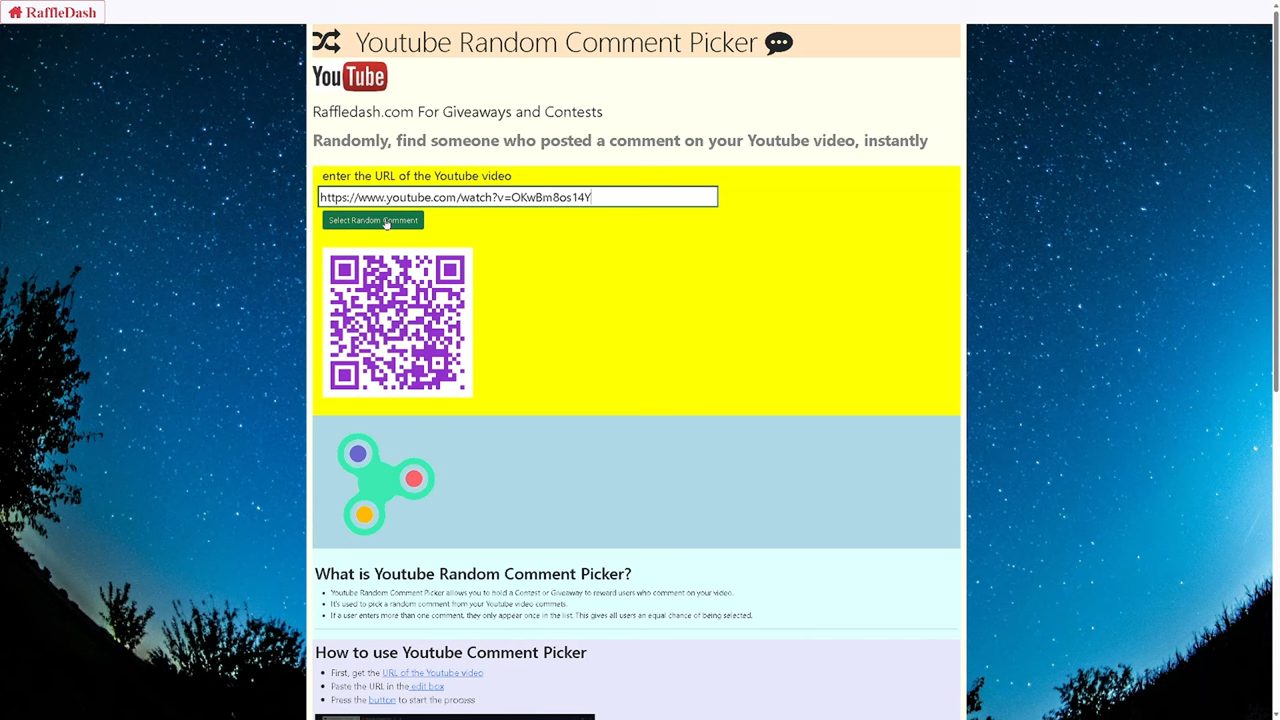 RaffleDash
Youtube Random Comment Picker
YouTube
Raffledash.com For Giveaways and Contests
Randomly, find someone who posted a comment on your Youtube video, instantly
enter the URL of the Youtube video
https://www.youtube.com/watch?v=OKwBm8os14Y
Select Random Comment
What is Youtube Random Comment Picker?
Youtube Random Comment Picker allows you to hold a Contest or Giveaway to reward users who comment on your video.
It's used to pick a random comment from your Youtube video commets.
If a user enters more than one comment, they only appear once in the list. This gives all users an equal chance of being selected.
How to use Youtube Comment Picker
First, get the URL of the Youtube video
Paste the URL in the edit box
Press the button to start the process